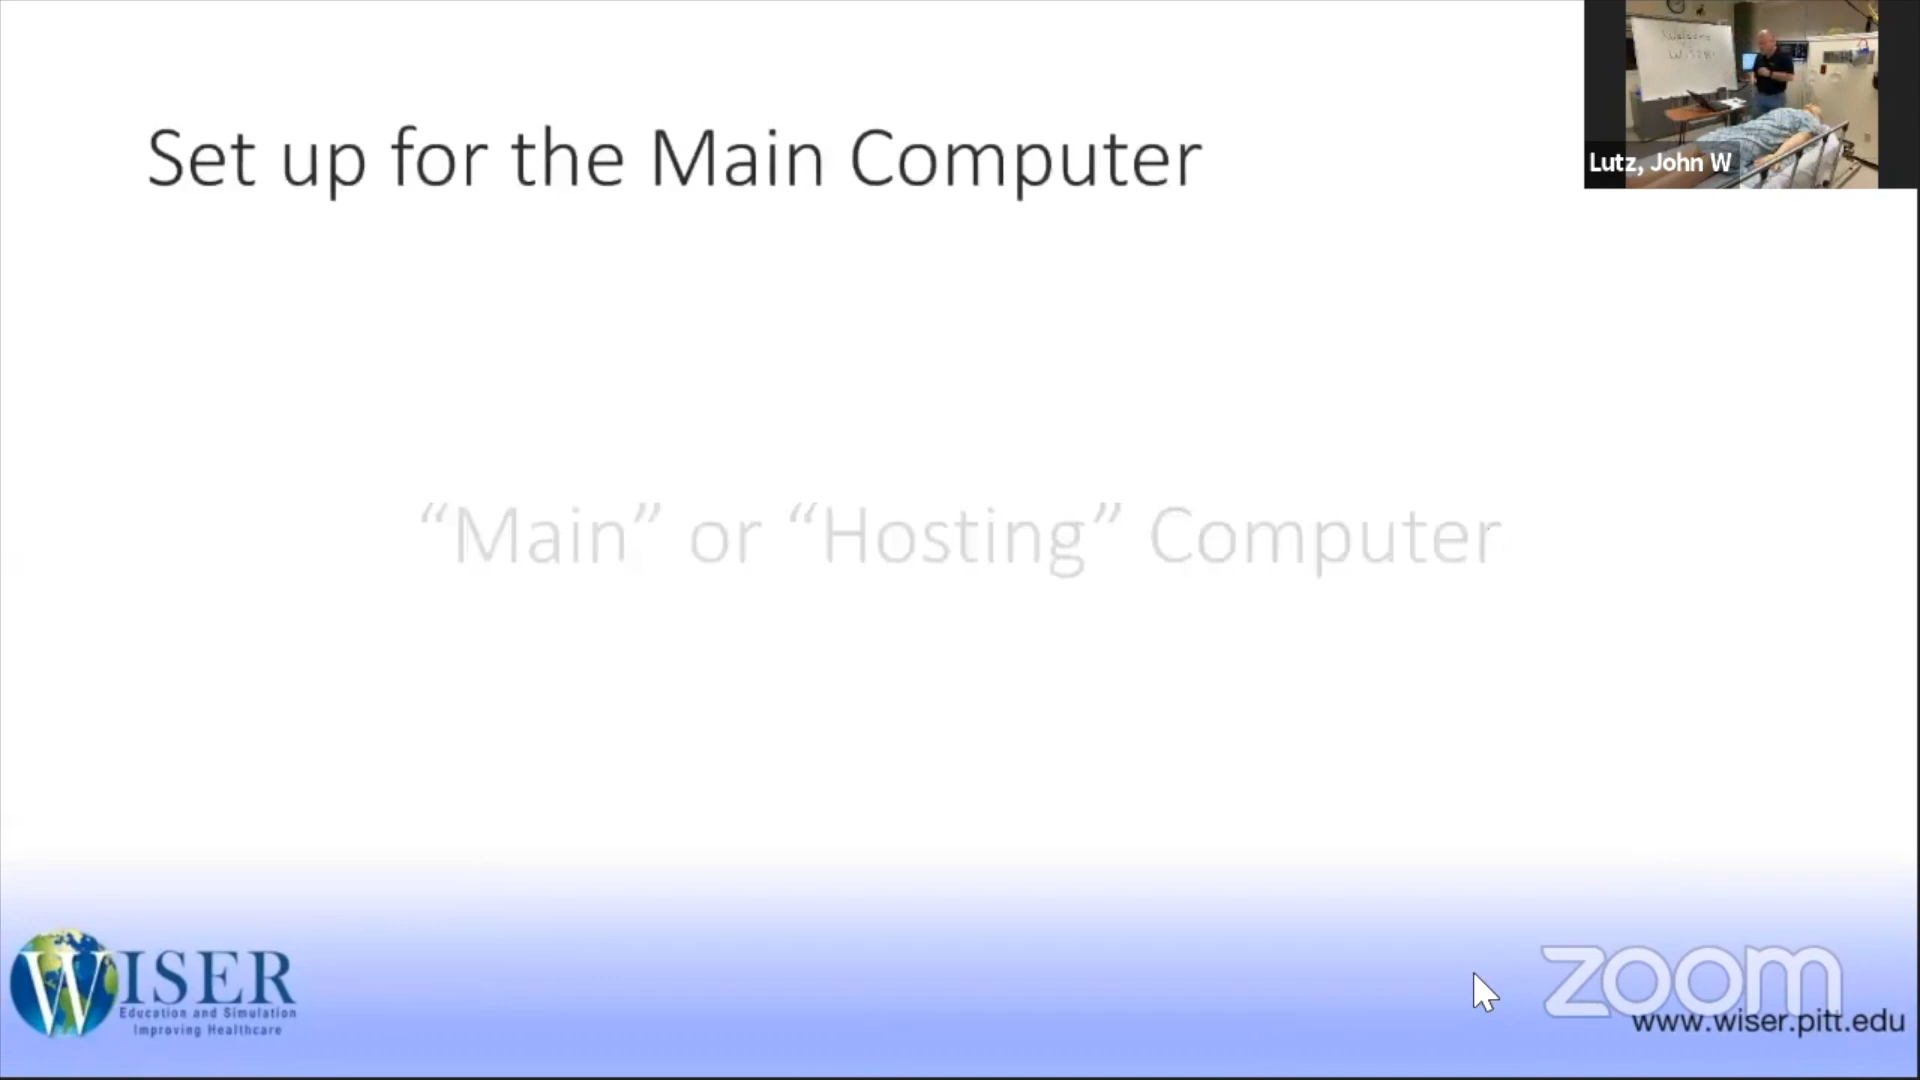 Set up for the Main Computer
Lutz, John W
“Main” or “Hosting” Computer
WISER
Education and Simulation
Improving Healthcare
zoom
www.wiser.pitt.edu